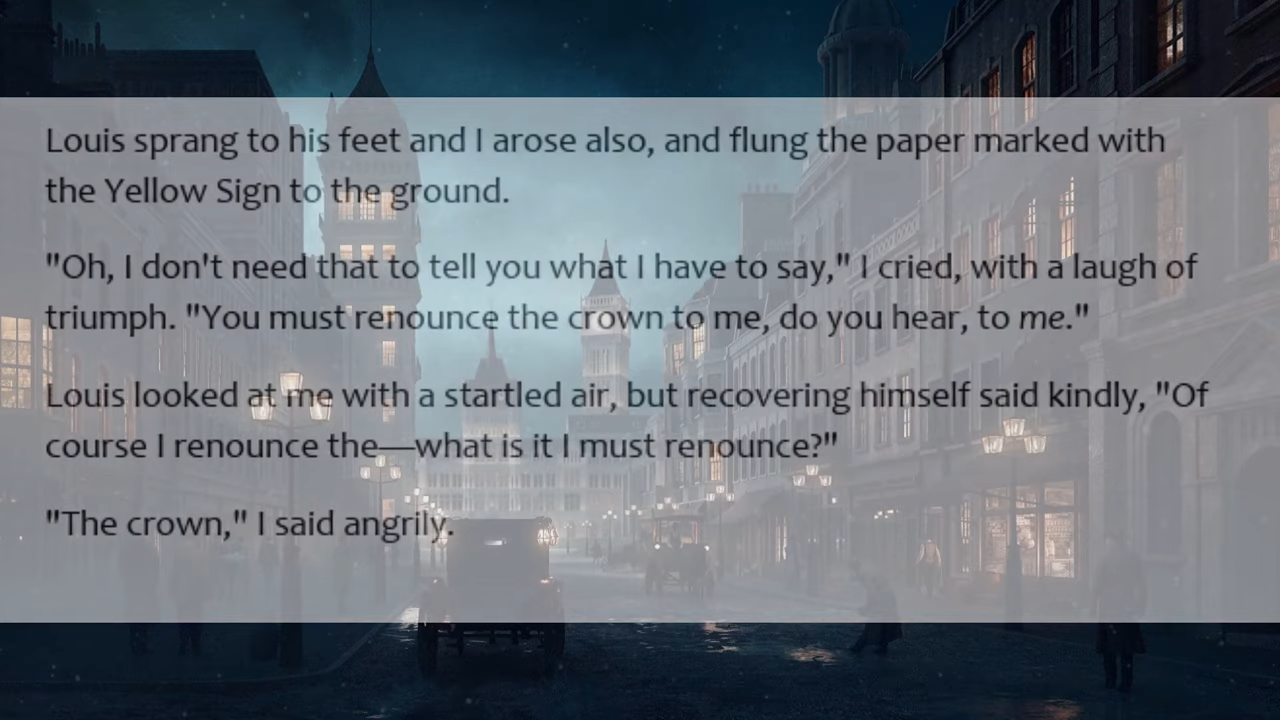 Louis sprang to his feet and I arose also, and flung the paper marked with
the Yellow Sign to the ground.
"Oh, I don't need that to tell you what I have to say," I cried, with a laugh of
triumph. "You must renounce the crown to me, do you hear, to me."
Louis looked at me with a startled air, but recovering himself said kindly, "Of
course I renounce the—what is it I must renounce?"
"The crown," I said angrily.